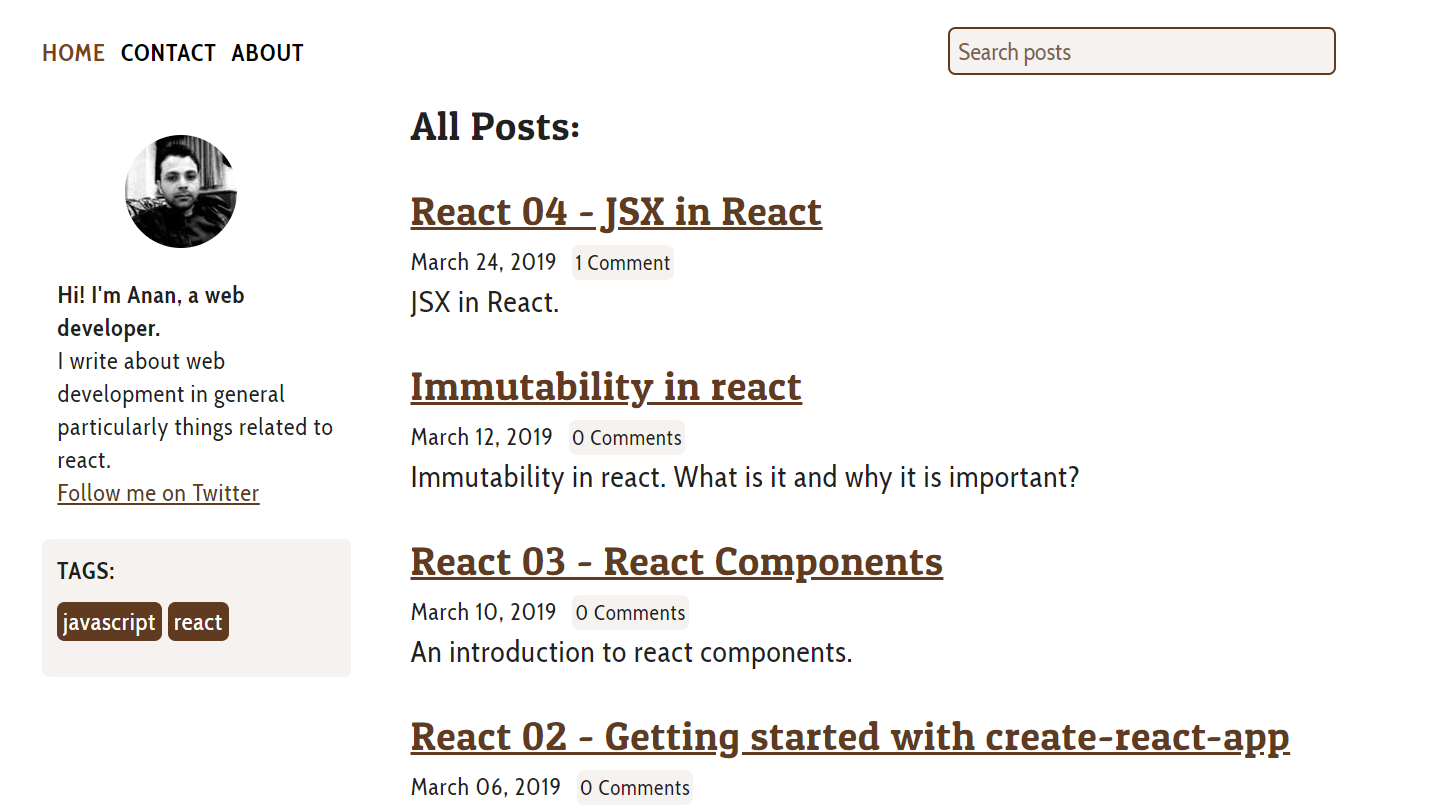 HOME CONTACT ABOUT
Search posts
Hi! I'm Anan, a web
developer.
I write about web
development in general
particularly things related to
react.
Follow me on Twitter
TAGS:
javascript react
All Posts:
React 04 - JSX in React
March 24, 2019 1 Comment
JSX in React.
Immutability in react
March 12, 2019 0 Comments
Immutability in react. What is it and why it is important?
React 03 - React Components
March 10, 2019 0 Comments
An introduction to react components.
React 02 - Getting started with create-react-app
March 06, 2019 0 Comments